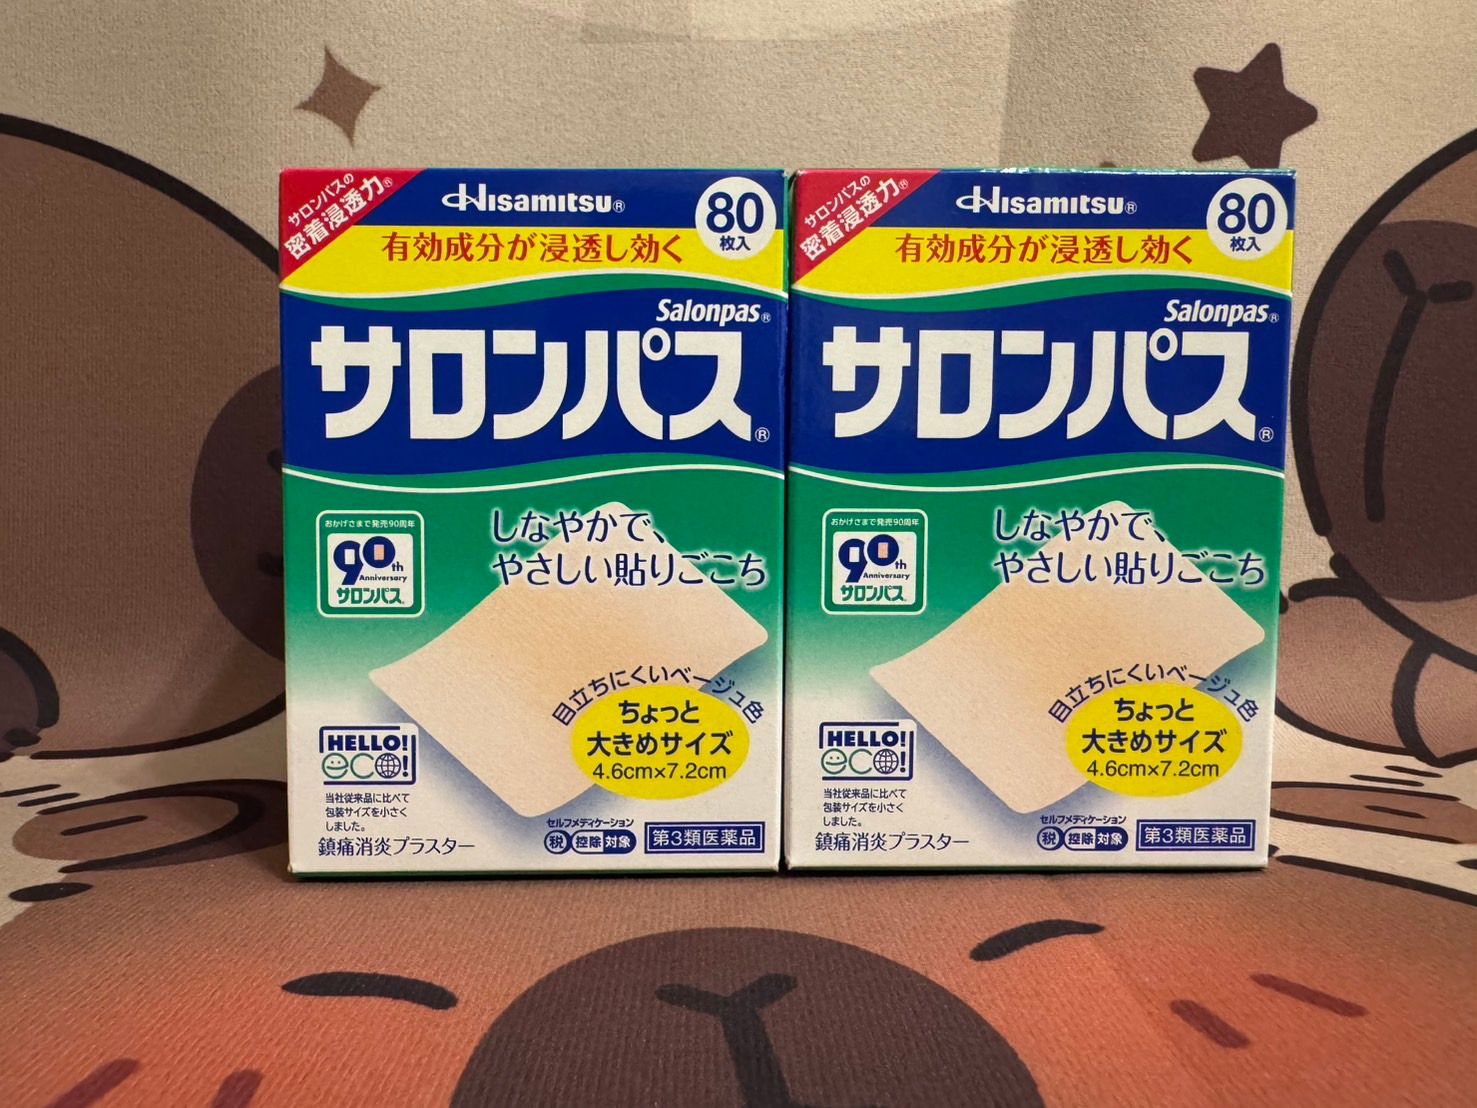 サロンパスの
密着浸透力®
Hisamitsu®
80
枚入
有効成分が浸透し効く
Salonpas®
サロンパス®
おかげさまで発売90周年
90th
Anniversary
サロンパス®
しなやかで、
やさしい貼りごこち
目立ちにくいベージュ色
ちょっと
大きめサイズ
4.6cm×7.2cm
HELLO!
eco!
当社従来品に比べて
包装サイズを小さく
しました。
鎮痛消炎プラスター
セルフメディケーション
税 控除 対象
第3類医薬品
サロンパスの
密着浸透力®
Hisamitsu®
80
枚入
有効成分が浸透し効く
Salonpas®
サロンパス®
おかげさまで発売90周年
90th
Anniversary
サロンパス®
しなやかで、
やさしい貼りごこち
目立ちにくいベージュ色
ちょっと
大きめサイズ
4.6cm×7.2cm
HELLO!
eco!
当社従来品に比べて
包装サイズを小さく
しました。
鎮痛消炎プラスター
セルフメディケーション
税 控除 対象
第3類医薬品